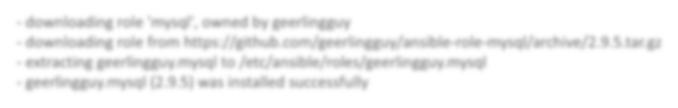 - downloading role 'mysql', owned by geerlingguy
- downloading role from https://github.com/geerlingguy/ansible-role-mysql/archive/2.9.5.tar.gz
- extracting geerlingguy.mysql to /etc/ansible/roles/geerlingguy.mysql
- geerlingguy.mysql (2.9.5) was installed successfully